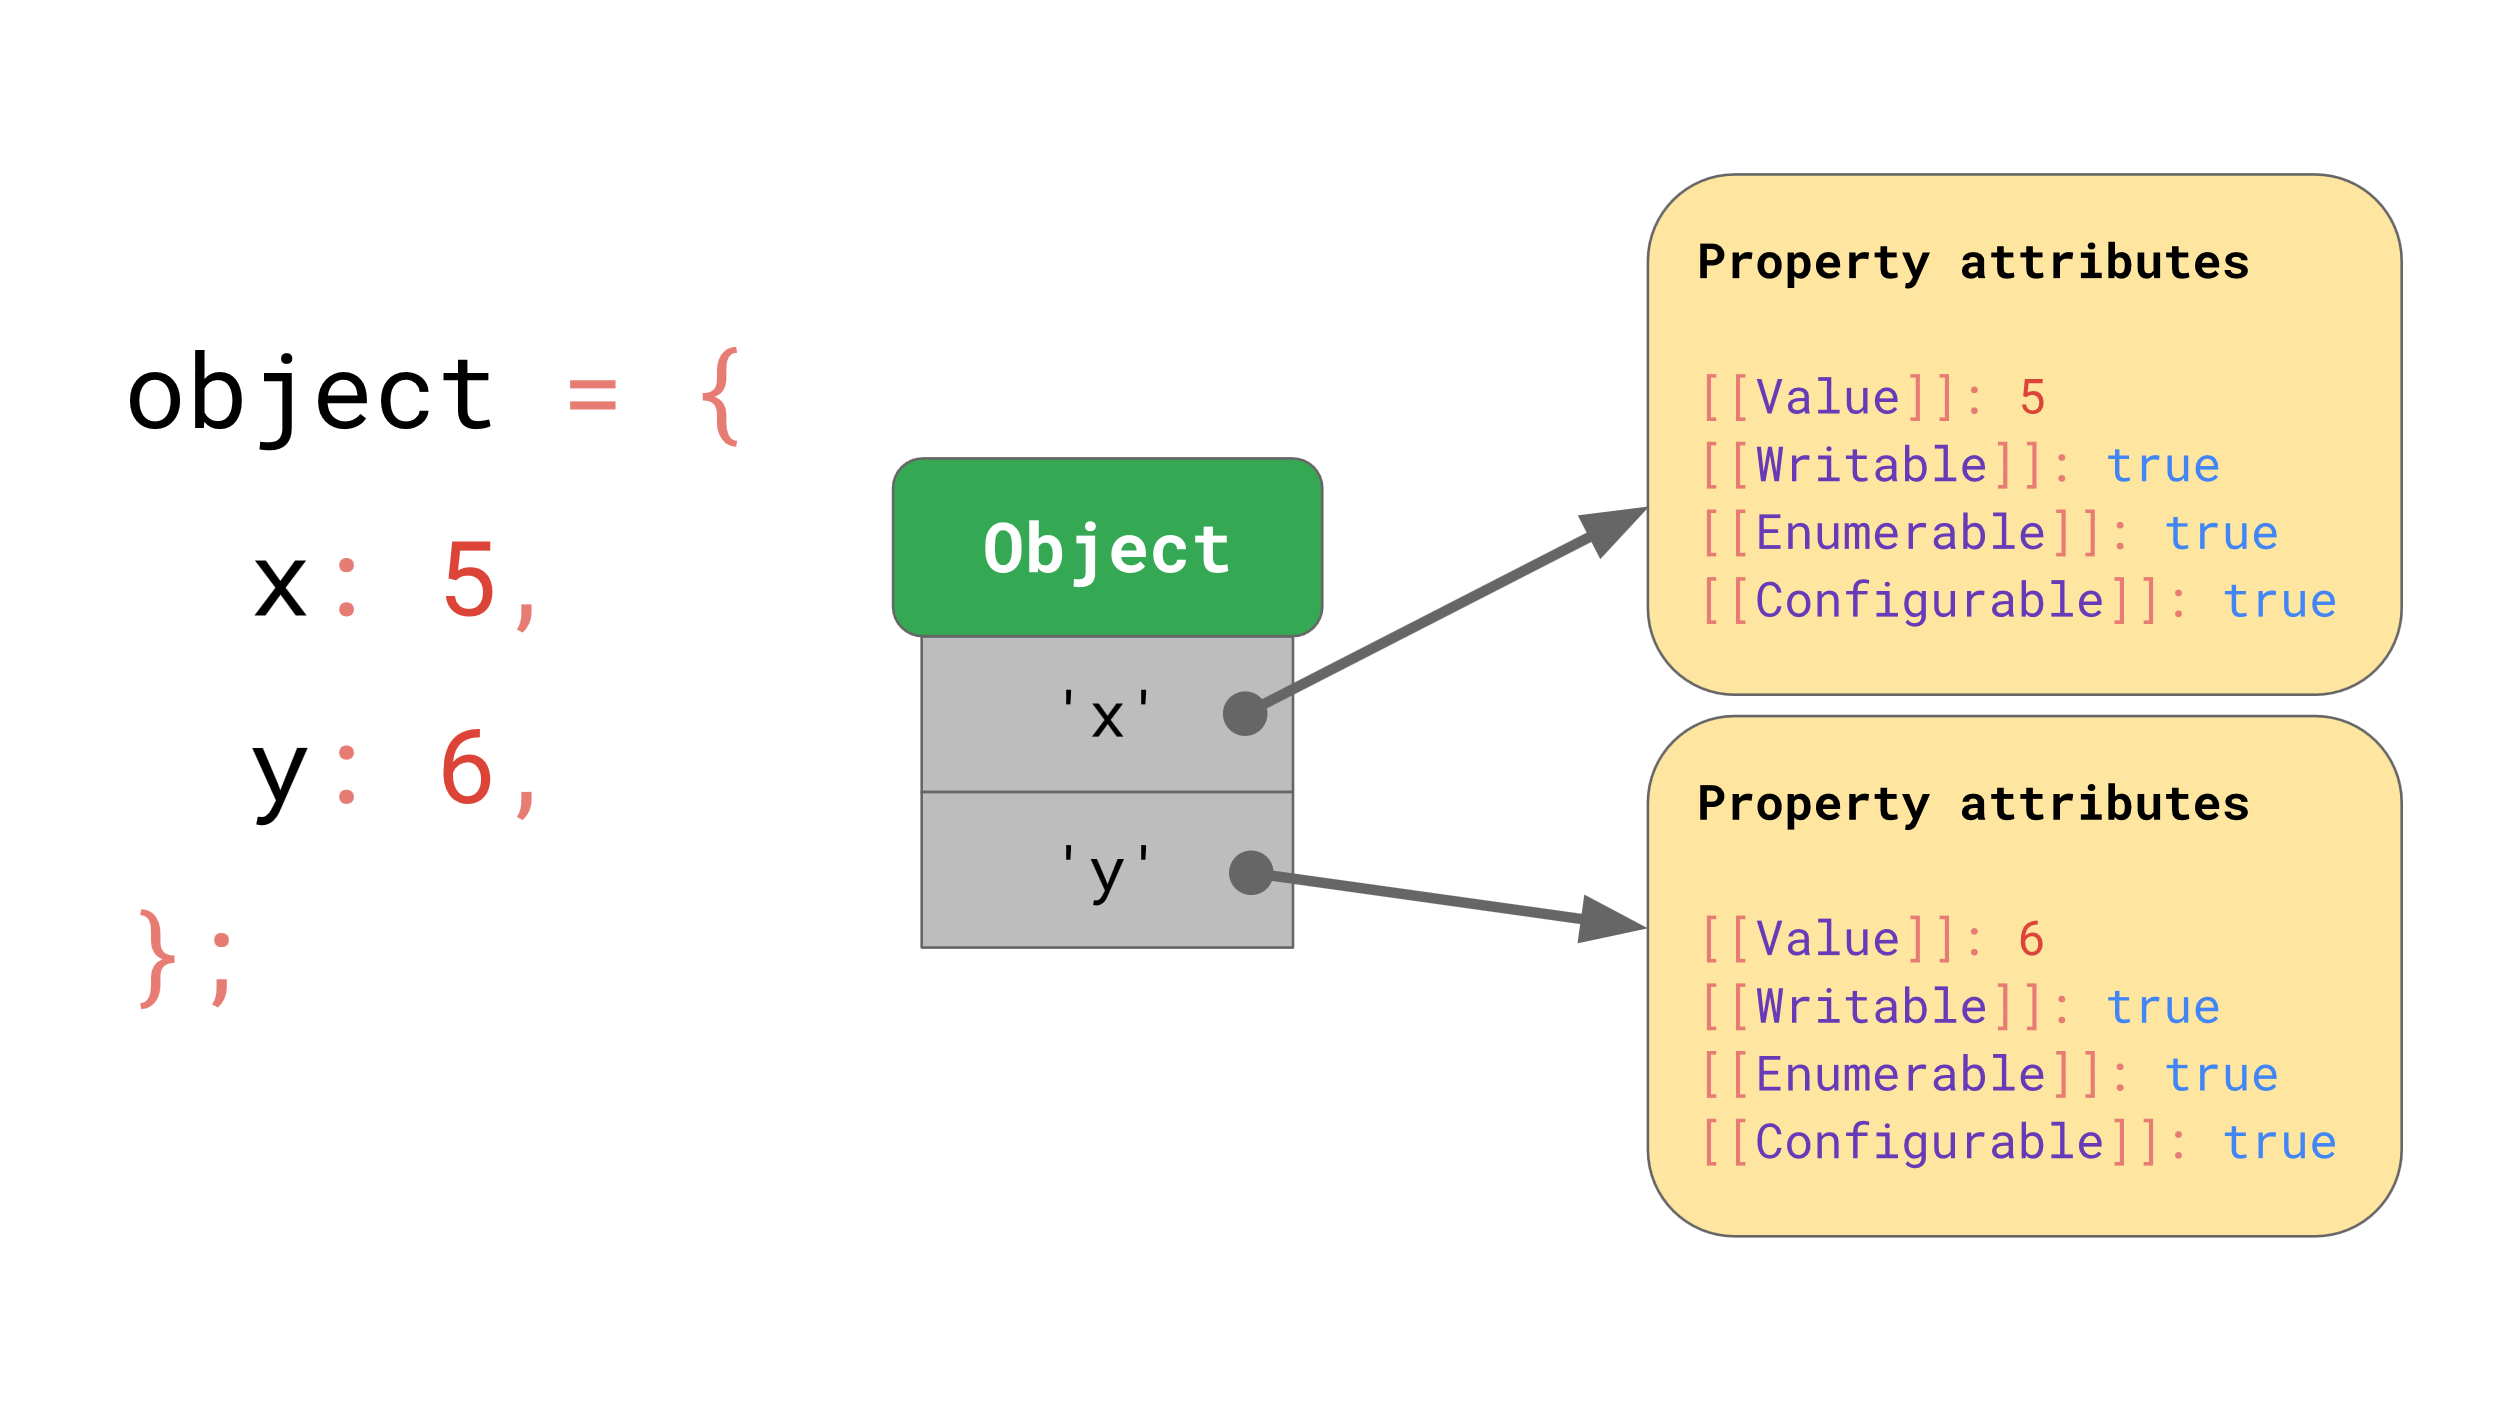 object = {
x: 5,
y: 6,
};
Object
'x'
'y'
Property attributes
[[Value]]: 5
[[Writable]]: true
[[Enumerable]]: true
[[Configurable]]: true
Property attributes
[[Value]]: 6
[[Writable]]: true
[[Enumerable]]: true
[[Configurable]]: true